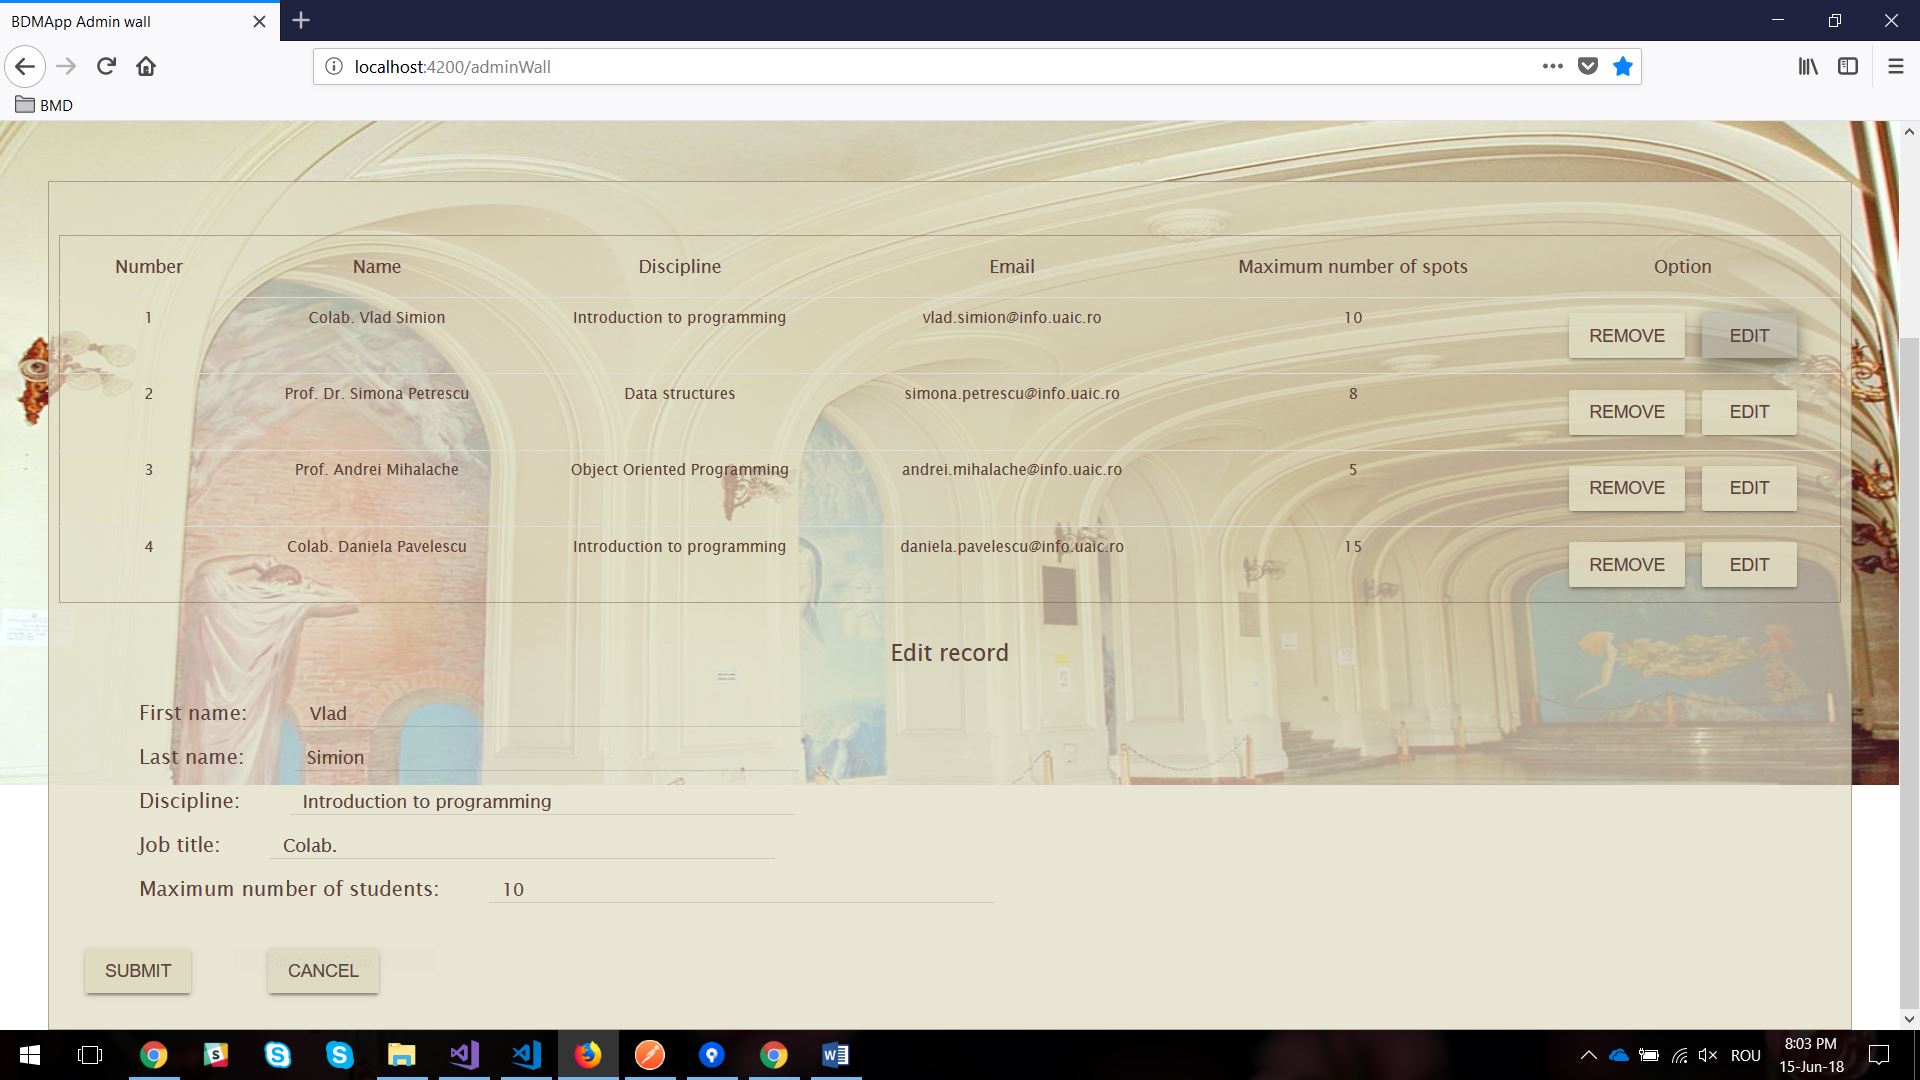 BDMApp Admin wall
localhost:4200/adminWall
BMD
Number Name Discipline Email Maximum number of spots Option
1 Colab. Vlad Simion Introduction to programming vlad.simion@info.uaic.ro 10 REMOVE EDIT
2 Prof. Dr. Simona Petrescu Data structures simona.petrescu@info.uaic.ro 8 REMOVE EDIT
3 Prof. Andrei Mihalache Object Oriented Programming andrei.mihalache@info.uaic.ro 5 REMOVE EDIT
4 Colab. Daniela Pavelescu Introduction to programming daniela.pavelescu@info.uaic.ro 15 REMOVE EDIT
Edit record
First name: Vlad
Last name: Simion
Discipline: Introduction to programming
Job title: Colab.
Maximum number of students: 10
SUBMIT CANCEL
ROU
8:03 PM
15-Jun-18